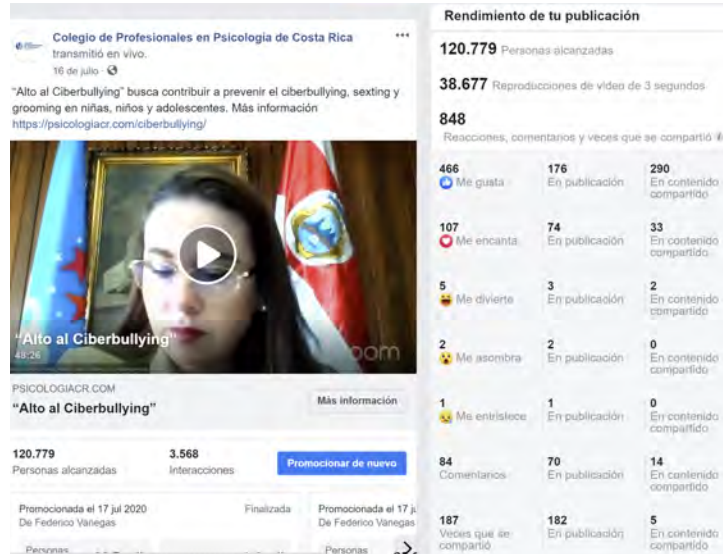 Colegio de Profesionales en Psicologia de Costa Rica
transmitió en vivo.
16 de julio ·
"Alto al Ciberbullying" busca contribuir a prevenir el ciberbullying, sexting y
grooming en niñas, niños y adolescentes. Más información
https://psicologiacr.com/ciberbullying/
"Alto al Ciberbullying"
48:26
zoom
PSICOLOGIACR.COM
"Alto al Ciberbullying"
Más información
120.779
Personas alcanzadas
3.568
Interacciones
Promocionar de nuevo
Promocionada el 17 jul 2020
De Federico Vanegas
Finalizada
Promocionada el 17 ju
De Federico Vanegas
Personas
Personas
Rendimiento de tu publicación
120.779 Personas alcanzadas
38.677 Reproducciones de video de 3 segundos
848
Reacciones, comentarios y veces que se compartió
466 176 290
Me gusta En publicación En contenido
compartido
107 74 33
Me encanta En publicación En contenido
compartido
5 3 2
Me divierte En publicación En contenido
compartido
2 2 0
Me asombra En publicación En contenido
compartido
1 1 0
Me entristece En publicación En contenido
compartido
84 70 14
Comentarios En publicación En contenido
compartido
187 182 5
Veces que se En publicación En contenido
compartió compartido